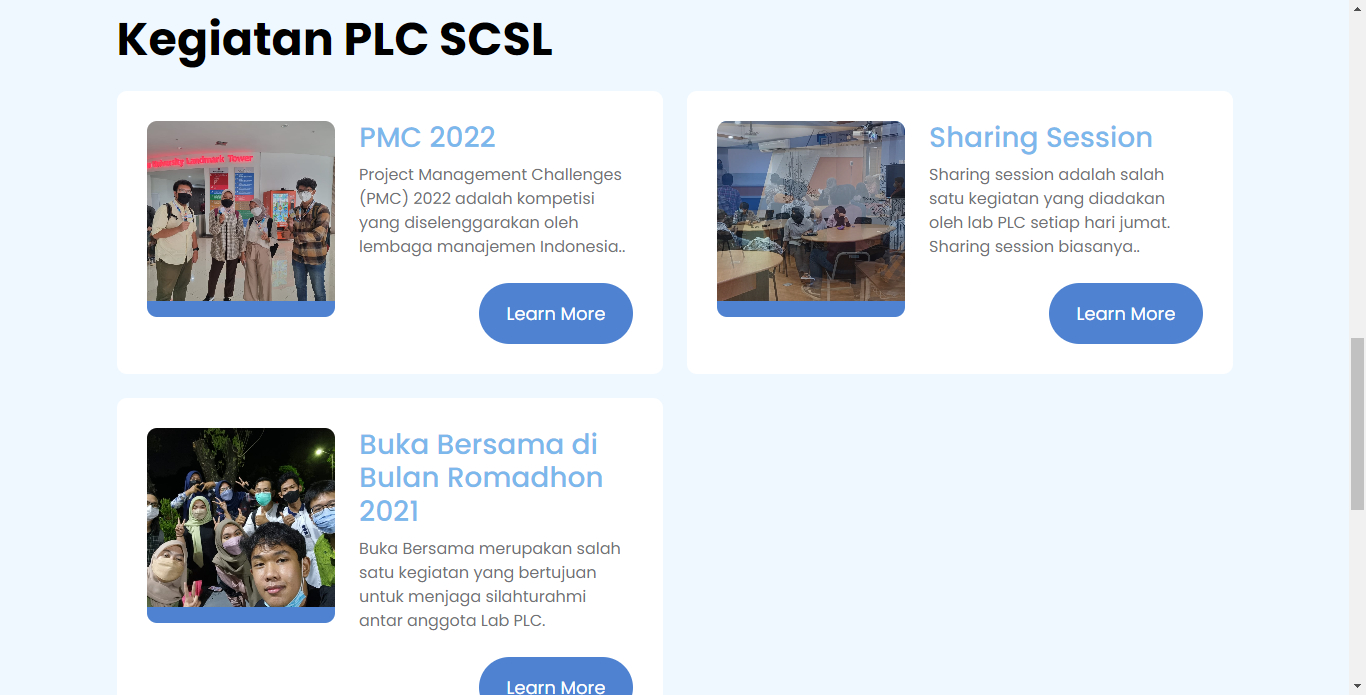 Kegiatan PLC SCSL
University Landmark Tower
PMC 2022
Project Management Challenges
(PMC) 2022 adalah kompetisi
yang diselenggarakan oleh
lembaga manajemen Indonesia..
Learn More
Sharing Session
Sharing session adalah salah
satu kegiatan yang diadakan
oleh lab PLC setiap hari jumat.
Sharing session biasanya..
Learn More
Buka Bersama di
Bulan Romadhon
2021
Buka Bersama merupakan salah
satu kegiatan yang bertujuan
untuk menjaga silahturahmi
antar anggota Lab PLC.
Learn More